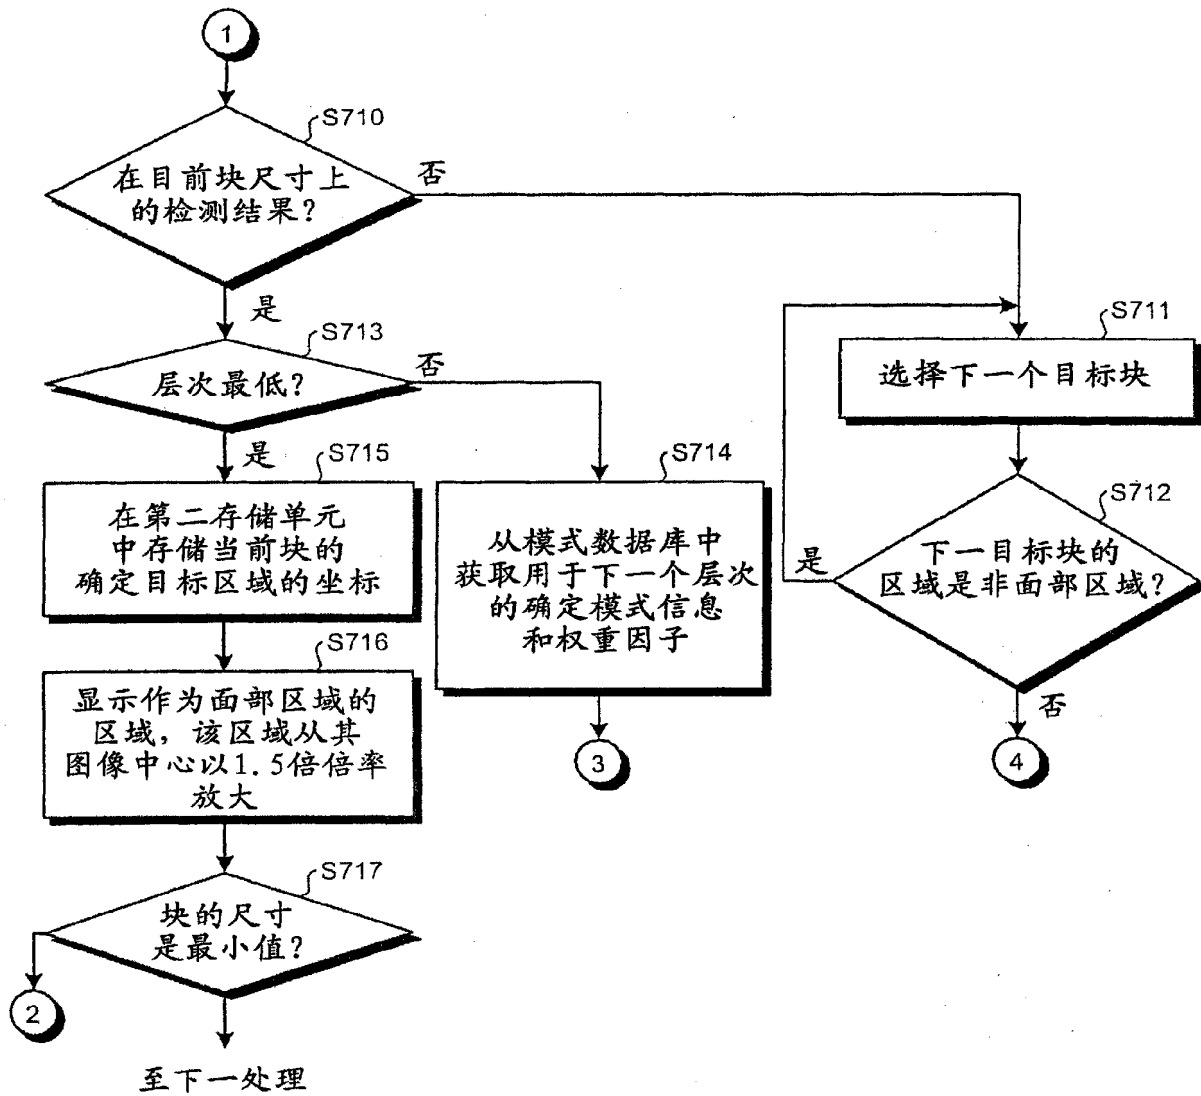 1
S710
在目前块尺寸上
的检测结果？
否
是
S713
层次最低？
否
是
S711
选择下一个目标块
S712
下一目标块的
区域是非面部区域？
是
否
4
S715
在第二存储单元
中存储当前块的
确定目标区域的坐标
S714
从模式数据库中
获取用于下一个层次
的确定模式信息
和权重因子
3
S716
显示作为面部区域的
区域，该区域从其
图像中心以1.5倍倍率
放大
S717
块的尺寸
是最小值？
2
至下一处理